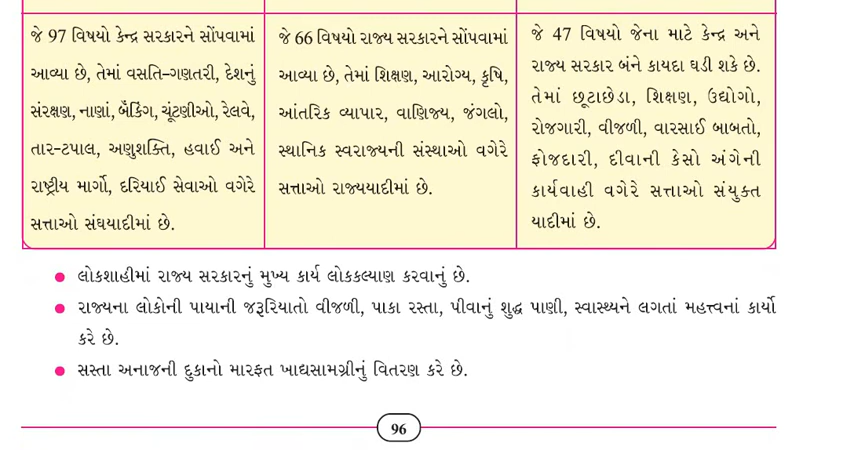 જે 97 વિષયો કેન્દ્ર સરકારને સોંપવામાં
આવ્યા છે, તેમાં વસતિ-ગણતરી, દેશનું
સંરક્ષણ, નાણાં, બૅંકિંગ, ચૂંટણીઓ, રેલવે,
તાર-ટપાલ, અણુશક્તિ, હવાઈ અને
રાષ્ટ્રીય માર્ગો, દરિયાઈ સેવાઓ વગેરે
સત્તાઓ સંઘયાદીમાં છે.
જે 66 વિષયો રાજ્ય સરકારને સોંપવામાં
આવ્યા છે, તેમાં શિક્ષણ, આરોગ્ય, કૃષિ,
આંતરિક વ્યાપાર, વાણિજ્ય, જંગલો,
સ્થાનિક સ્વરાજ્યની સંસ્થાઓ વગેરે
સત્તાઓ રાજ્યયાદીમાં છે.
જે 47 વિષયો જેના માટે કેન્દ્ર અને
રાજ્ય સરકાર બંને કાયદા ઘડી શકે છે.
તેમાં છૂટાછેડા, શિક્ષણ, ઉદ્યોગો,
રોજગારી, વીજળી, વારસાઈ બાબતો,
ફોજદારી, દીવાની કેસો અંગેની
કાર્યવાહી વગેરે સત્તાઓ સંયુક્ત
યાદીમાં છે.
● લોકશાહીમાં રાજ્ય સરકારનું મુખ્ય કાર્ય લોકકલ્યાણ કરવાનું છે.
● રાજ્યના લોકોની પાયાની જરૂરિયાતો વીજળી, પાકા રસ્તા, પીવાનું શુદ્ધ પાણી, સ્વાસ્થ્યને લગતાં મહત્ત્વનાં કાર્યો
કરે છે.
● સસ્તા અનાજની દુકાનો મારફત ખાદ્યસામગ્રીનું વિતરણ કરે છે.
96